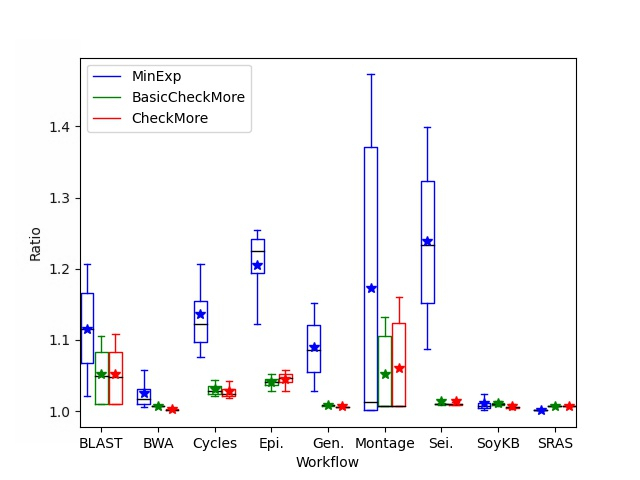 MinExp
BasicCheckMore
CheckMore
1.4
1.3
1.2
1.1
1.0
Ratio
BLAST BWA Cycles Epi. Gen. Montage Sei. SoyKB SRAS
Workflow